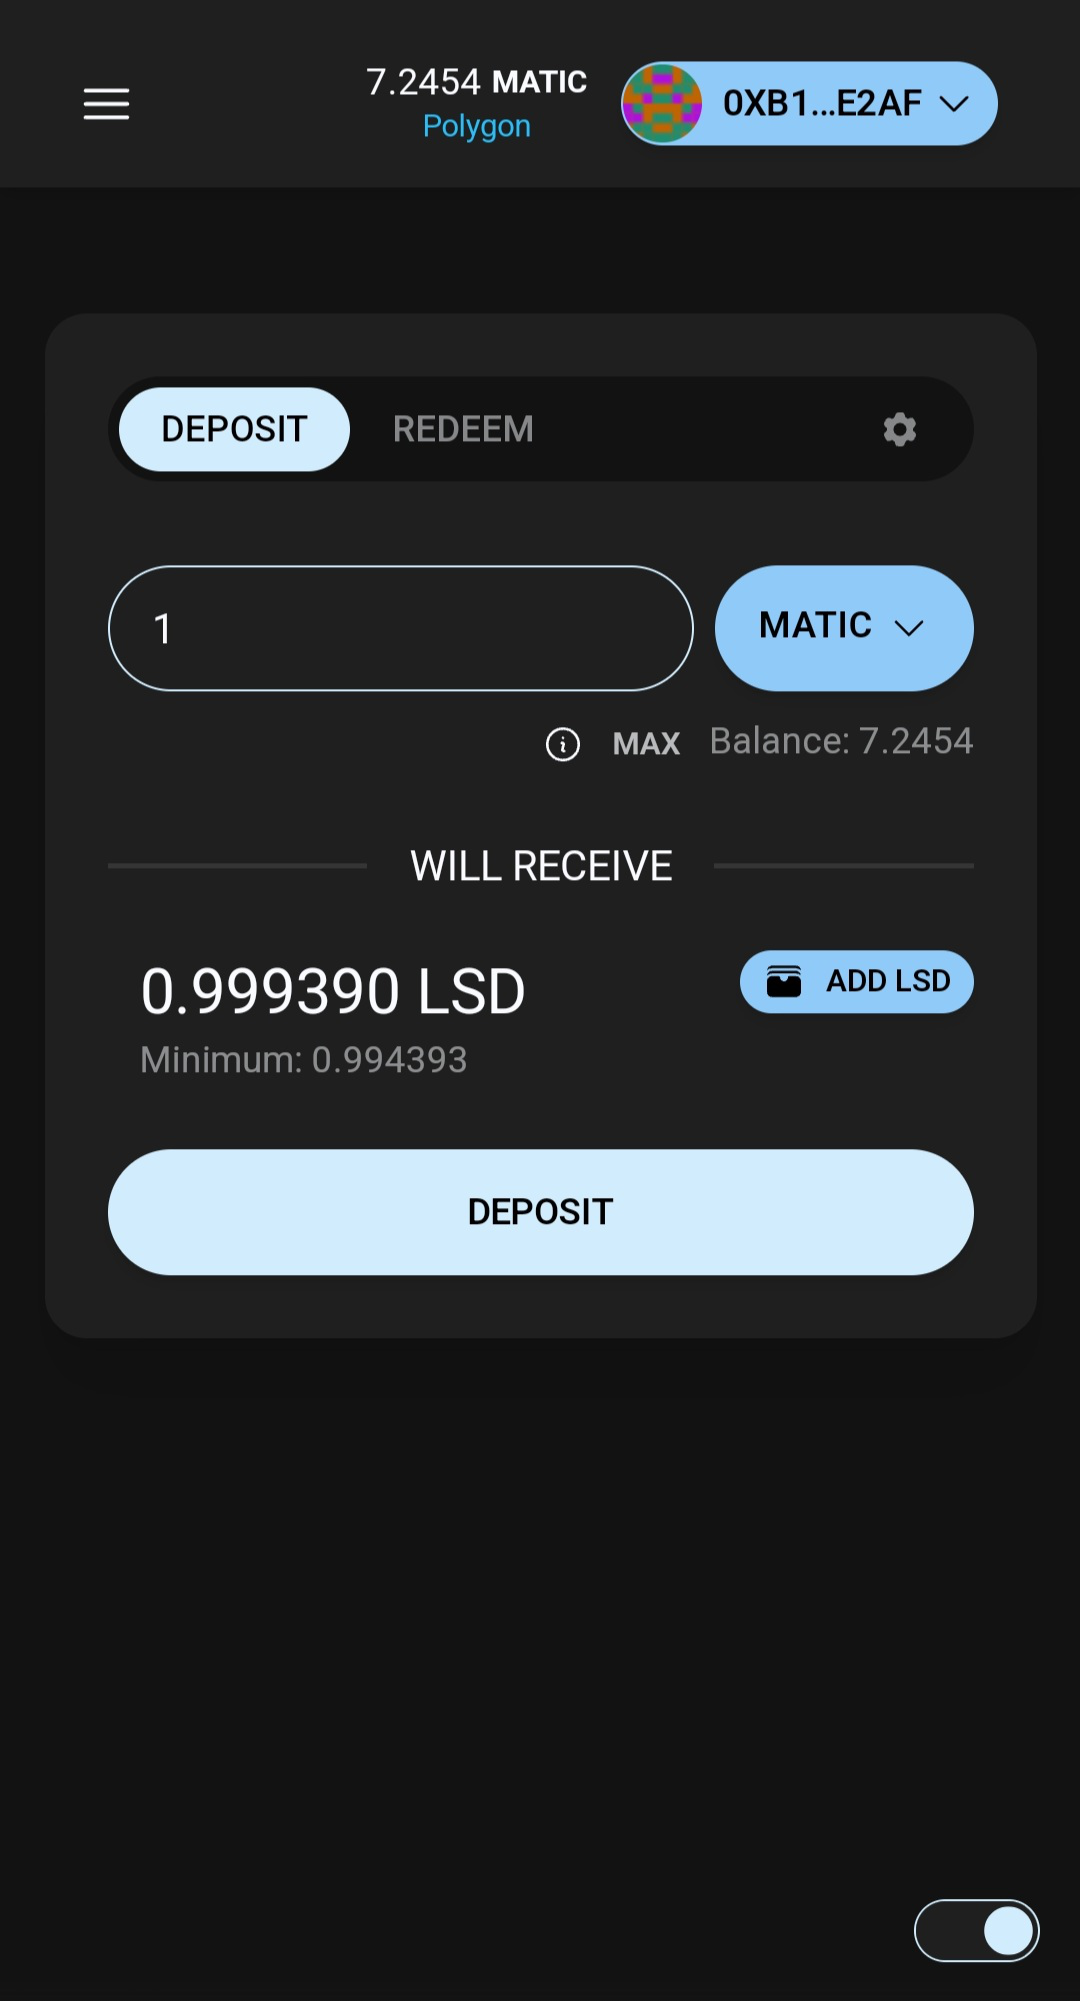 7.2454 MATIC
Polygon
0XB1...E2AF
DEPOSIT
REDEEM
1
MATIC
MAX
Balance: 7.2454
WILL RECEIVE
0.999390 LSD
ADD LSD
Minimum: 0.994393
DEPOSIT